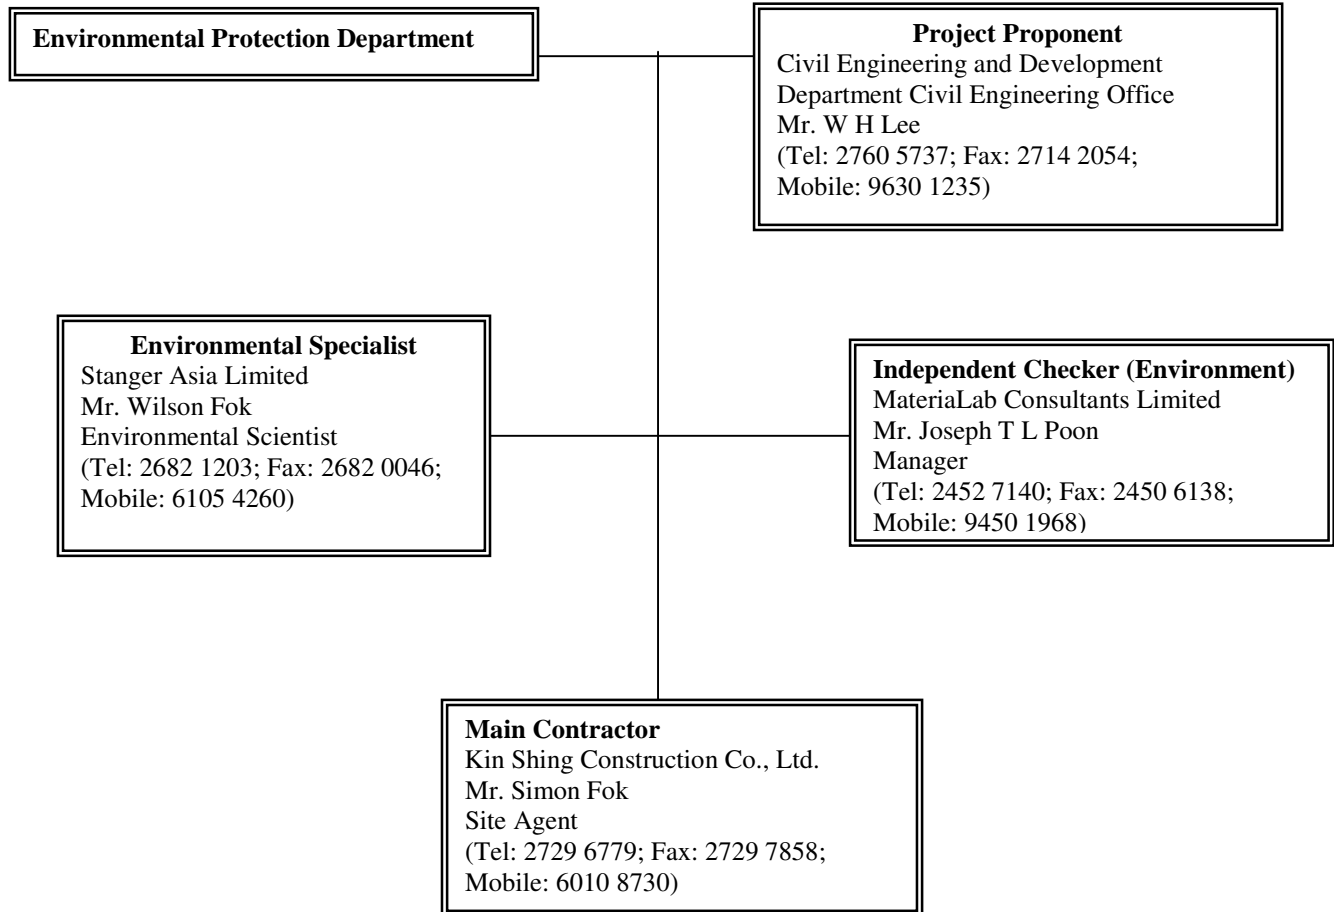 Environmental Protection Department
Project Proponent
Civil Engineering and Development
Department Civil Engineering Office
Mr. W H Lee
(Tel: 2760 5737; Fax: 2714 2054;
Mobile: 9630 1235)
Environmental Specialist
Stanger Asia Limited
Mr. Wilson Fok
Environmental Scientist
(Tel: 2682 1203; Fax: 2682 0046;
Mobile: 6105 4260)
Independent Checker (Environment)
MateriaLab Consultants Limited
Mr. Joseph T L Poon
Manager
(Tel: 2452 7140; Fax: 2450 6138;
Mobile: 9450 1968)
Main Contractor
Kin Shing Construction Co., Ltd.
Mr. Simon Fok
Site Agent
(Tel: 2729 6779; Fax: 2729 7858;
Mobile: 6010 8730)